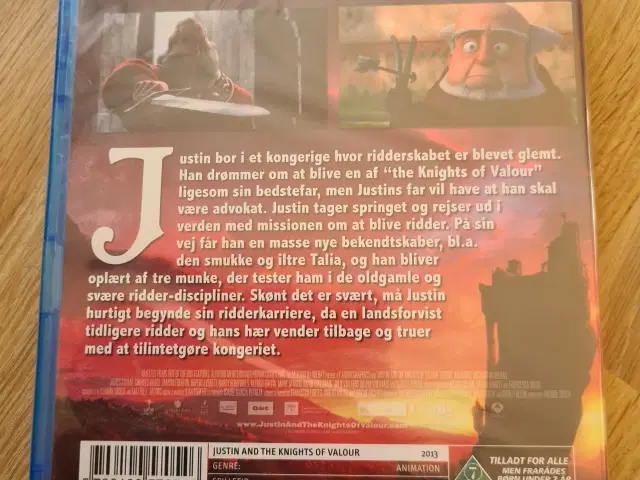 Justin bor i et kongerige hvor ridderskabet er blevet glemt.
Han drømmer om at blive en af “the Knights of Valour”
ligesom sin bedstefar, men Justins far vil have at han skal
være advokat. Justin tager springet og rejser ud i
verden med missionen om at blive ridder. På sin
vej får han en masse nye bekendtskaber, bl.a.
den smukke og iltre Talia, og han bliver
oplært af tre munke, der tester ham i de oldgamle og
svære ridder-discipliner. Skønt det er svært, må Justin
hurtigt begynde sin ridderkarriere, da en landsforvist
tidligere ridder og hans hær vender tilbage og truer
med at tilintetgøre kongeriet.
www.JustinAndTheKnightsOfValour.com
JUSTIN AND THE KNIGHTS OF VALOUR 2013
GENRE: ANIMATION
7
TILLADT FOR ALLE
MEN FRARÅDES
BØRN UNDER 7 ÅR